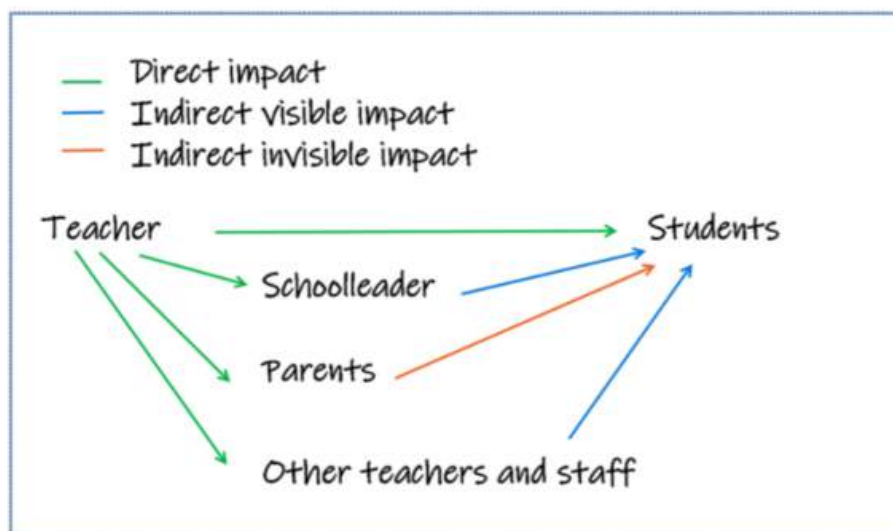 Direct impact
Indirect visible impact
Indirect invisible impact
Teacher
Students
Schoolleader
Parents
Other teachers and staff